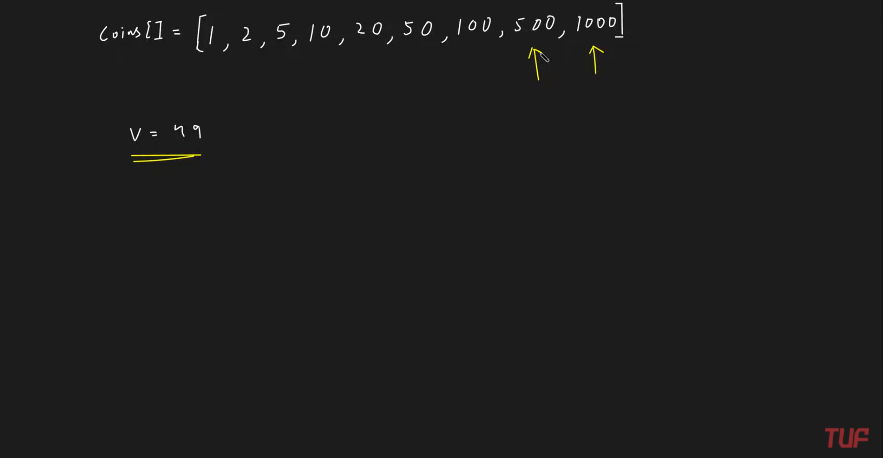 Coins[] = [1, 2, 5, 10, 20, 50, 100, 500, 1000]
V = 49
TUF